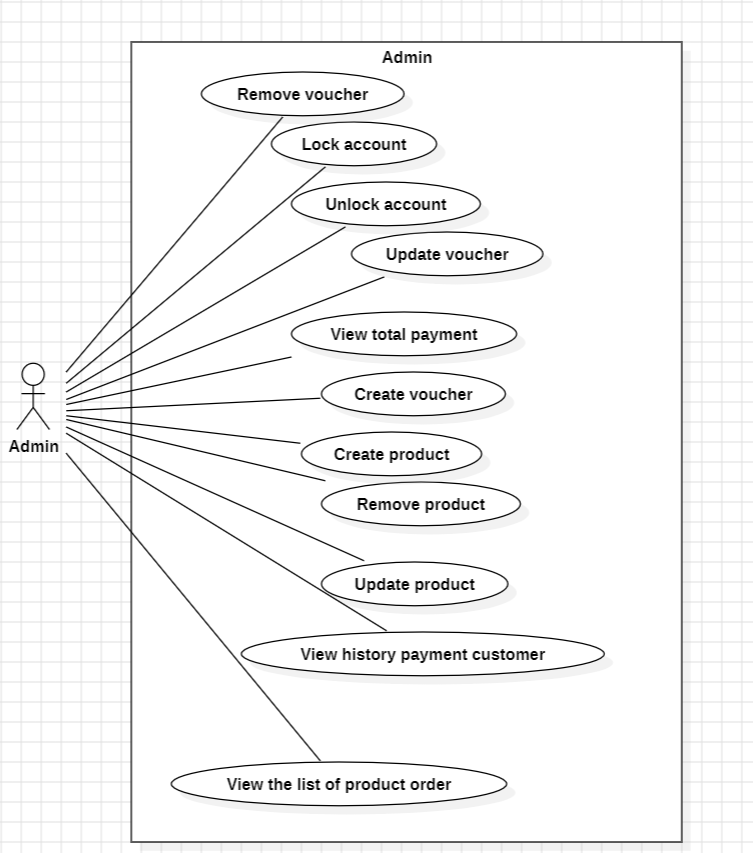 Admin
Remove voucher
Lock account
Unlock account
Update voucher
View total payment
Create voucher
Admin
Create product
Remove product
Update product
View history payment customer
View the list of product order